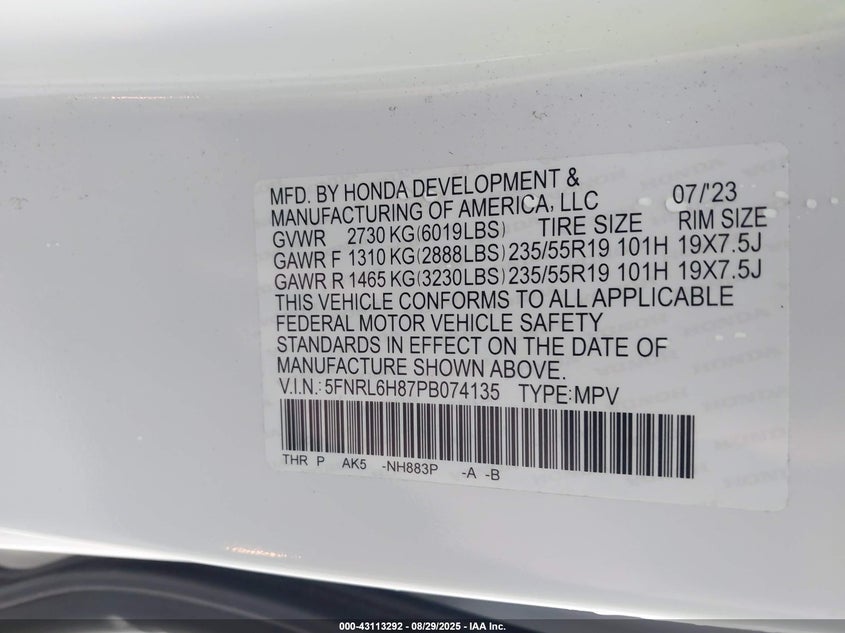 MFD. BY HONDA DEVELOPMENT &
MANUFACTURING OF AMERICA, LLC 07/'23
GVWR 2730 KG(6019LBS) TIRE SIZE RIM SIZE
GAWR F 1310 KG(2888LBS) 235/55R19 101H 19X7.5J
GAWR R 1465 KG(3230LBS) 235/55R19 101H 19X7.5J
THIS VEHICLE CONFORMS TO ALL APPLICABLE
FEDERAL MOTOR VEHICLE SAFETY
STANDARDS IN EFFECT ON THE DATE OF
MANUFACTURE SHOWN ABOVE.
V.I.N.: 5FNRL6H87PB074135 TYPE:MPV
THR P AK5 -NH883P -A -B
000-43113292 - 08/29/2025 - IAA Inc.